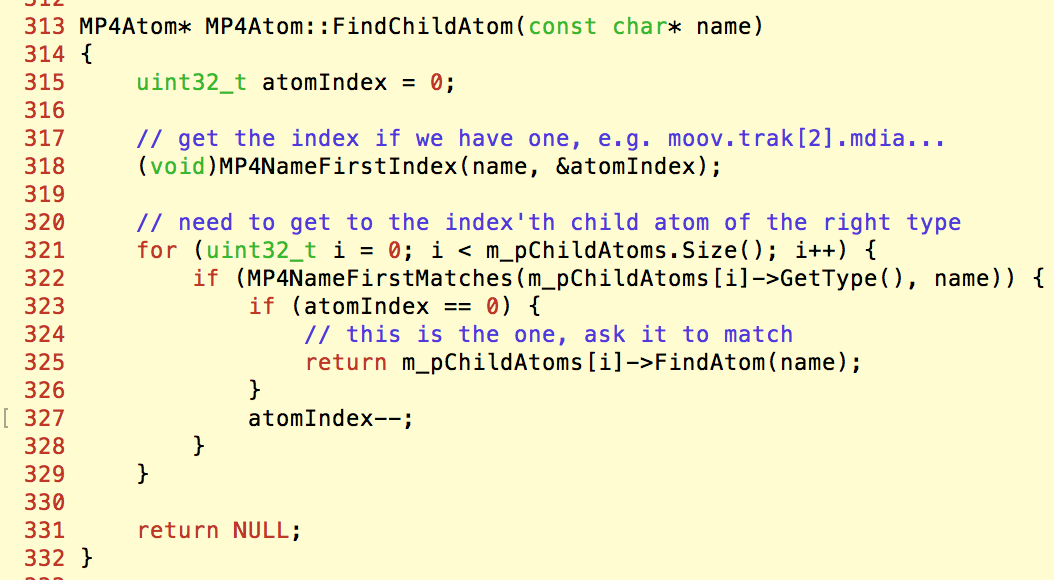 312
313 MP4Atom* MP4Atom::FindChildAtom(const char* name)
314 {
315     uint32_t atomIndex = 0;
316
317     // get the index if we have one, e.g. moov.trak[2].mdia...
318     (void)MP4NameFirstIndex(name, &atomIndex);
319
320     // need to get to the index'th child atom of the right type
321     for (uint32_t i = 0; i < m_pChildAtoms.Size(); i++) {
322         if (MP4NameFirstMatches(m_pChildAtoms[i]->GetType(), name)) {
323             if (atomIndex == 0) {
324                 // this is the one, ask it to match
325                 return m_pChildAtoms[i]->FindAtom(name);
326             }
[ 327             atomIndex--;
328         }
329     }
330
331     return NULL;
332 }